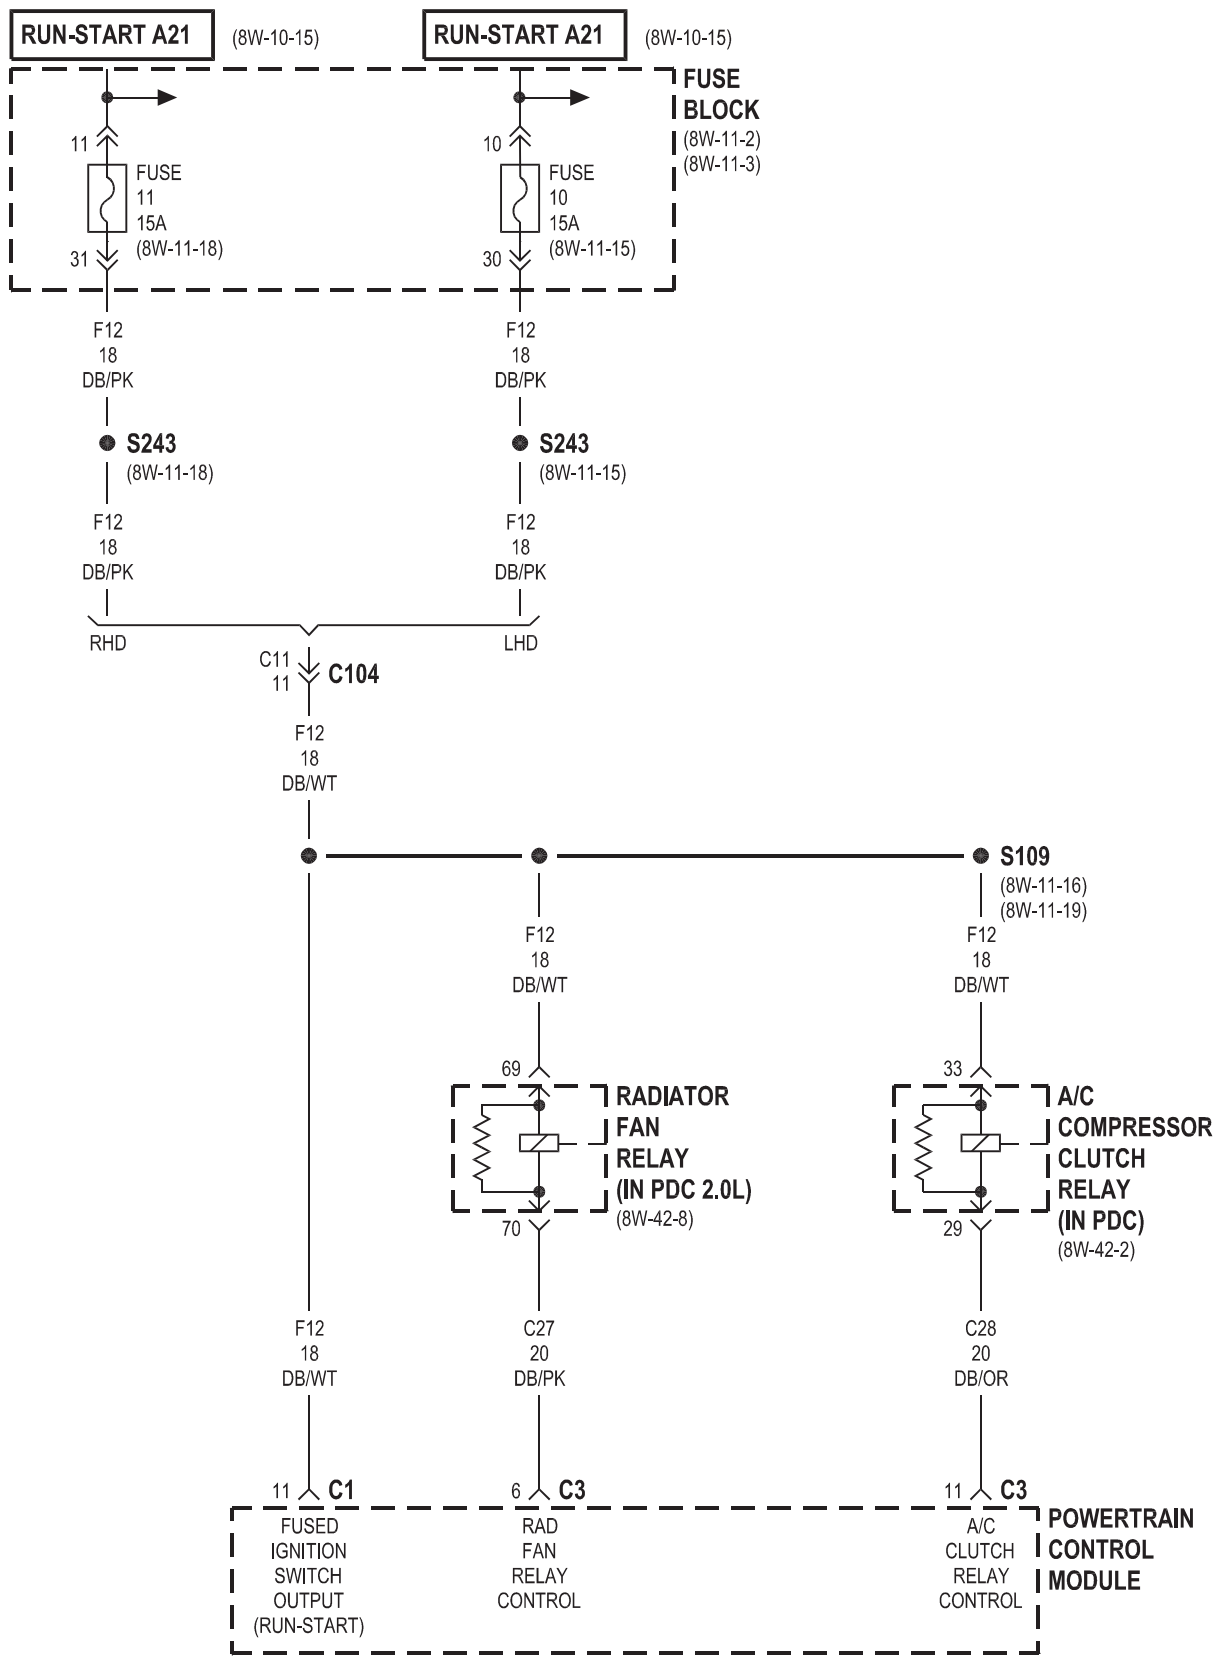 RUN-START A21
(8W-10-15)
RUN-START A21
(8W-10-15)
FUSE
BLOCK
(8W-11-2)
(8W-11-3)
11
FUSE
11
15A
(8W-11-18)
31
10
FUSE
10
15A
(8W-11-15)
30
F12
18
DB/PK
F12
18
DB/PK
S243
(8W-11-18)
S243
(8W-11-15)
F12
18
DB/PK
F12
18
DB/PK
RHD
LHD
C11
11
C104
F12
18
DB/WT
S109
(8W-11-16)
(8W-11-19)
F12
18
DB/WT
F12
18
DB/WT
69
RADIATOR
FAN
RELAY
(IN PDC 2.0L)
(8W-42-8)
70
33
A/C
COMPRESSOR
CLUTCH
RELAY
(IN PDC)
(8W-42-2)
29
F12
18
DB/WT
C27
20
DB/PK
C28
20
DB/OR
11
C1
6
C3
11
C3
FUSED
IGNITION
SWITCH
OUTPUT
(RUN-START)
RAD
FAN
RELAY
CONTROL
A/C
CLUTCH
RELAY
CONTROL
POWERTRAIN
CONTROL
MODULE